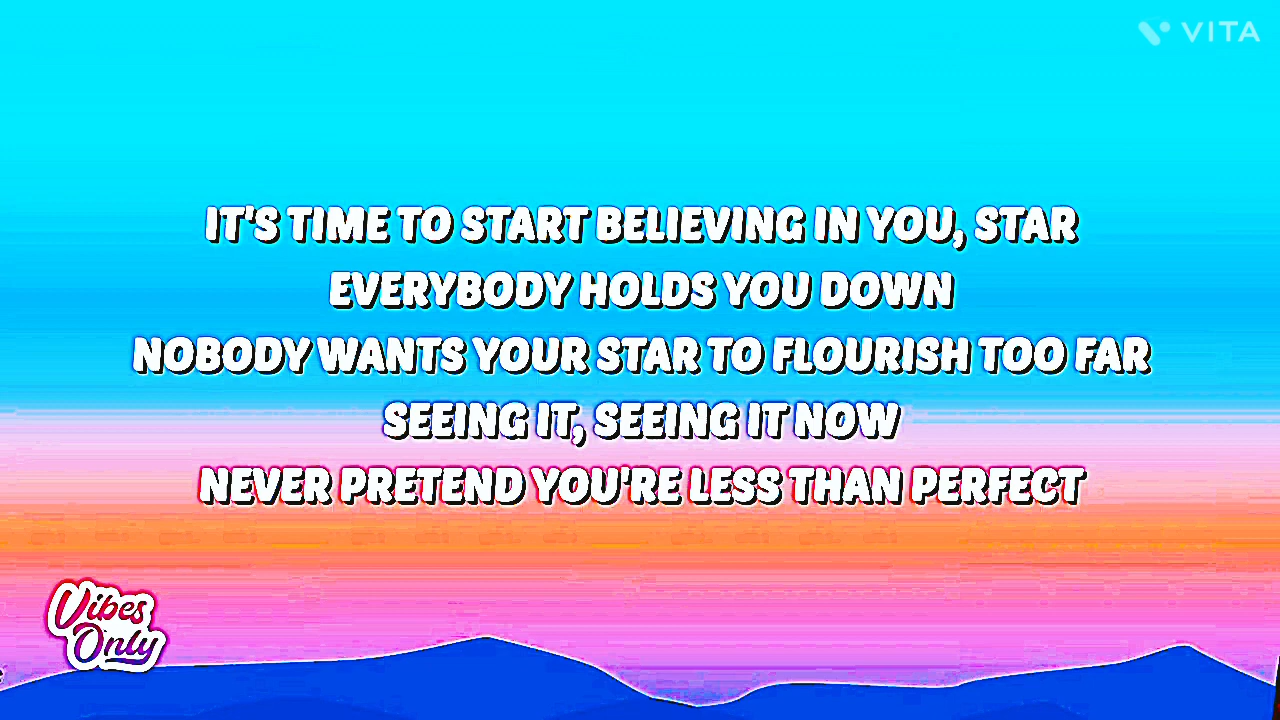 VITA
IT'S TIME TO START BELIEVING IN YOU, STAR
EVERYBODY HOLDS YOU DOWN
NOBODY WANTS YOUR STAR TO FLOURISH TOO FAR
SEEING IT, SEEING IT NOW
NEVER PRETEND YOU'RE LESS THAN PERFECT
Vibes
Only